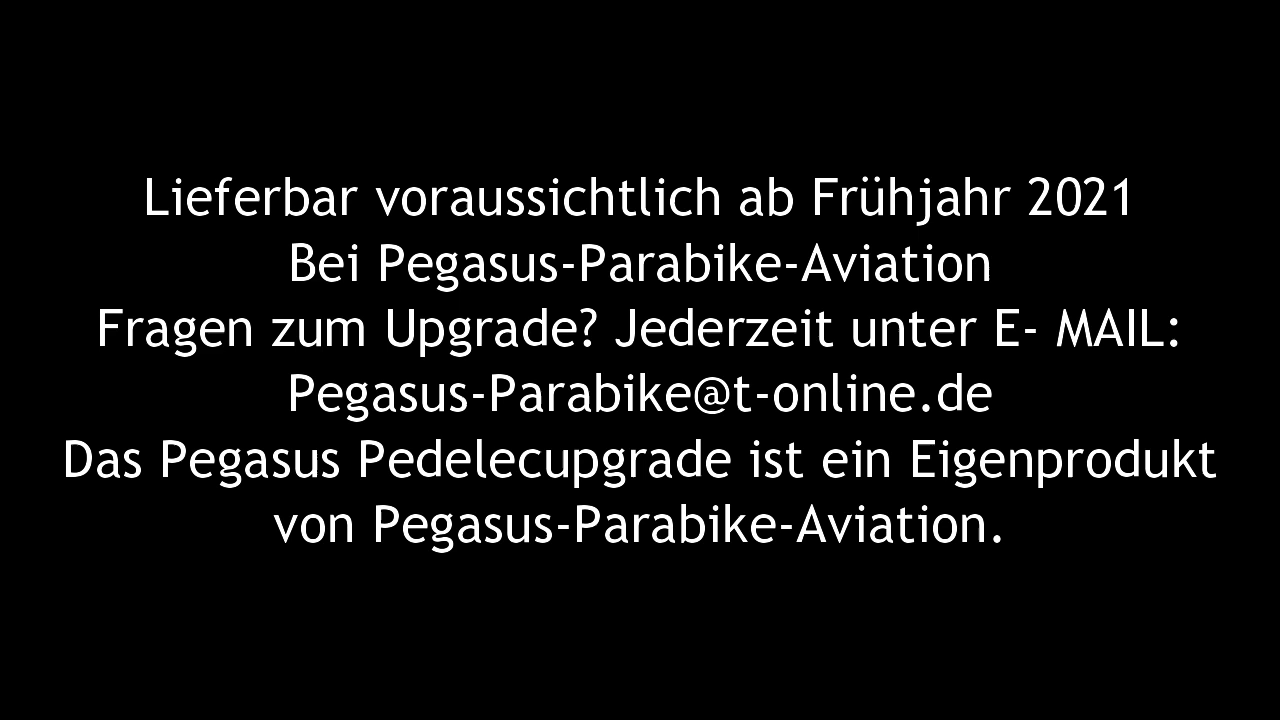 Lieferbar voraussichtlich ab Frühjahr 2021
Bei Pegasus-Parabike-Aviation
Fragen zum Upgrade? Jederzeit unter E- MAIL:
Pegasus-Parabike@t-online.de
Das Pegasus Pedelecupgrade ist ein Eigenprodukt
von Pegasus-Parabike-Aviation.